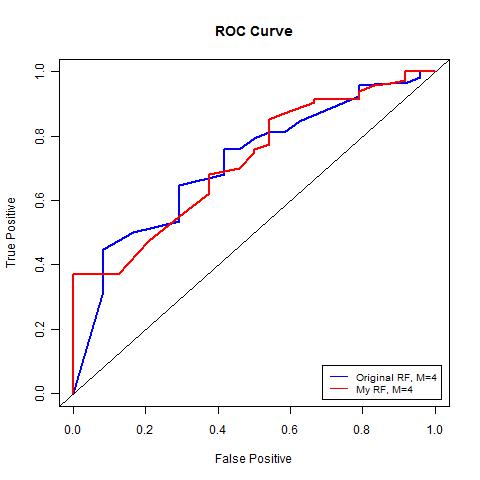 ROC Curve
True Positive
1.0
0.8
0.6
0.4
0.2
0.0
Original RF, M=4
My RF, M=4
0.0 0.2 0.4 0.6 0.8 1.0
False Positive